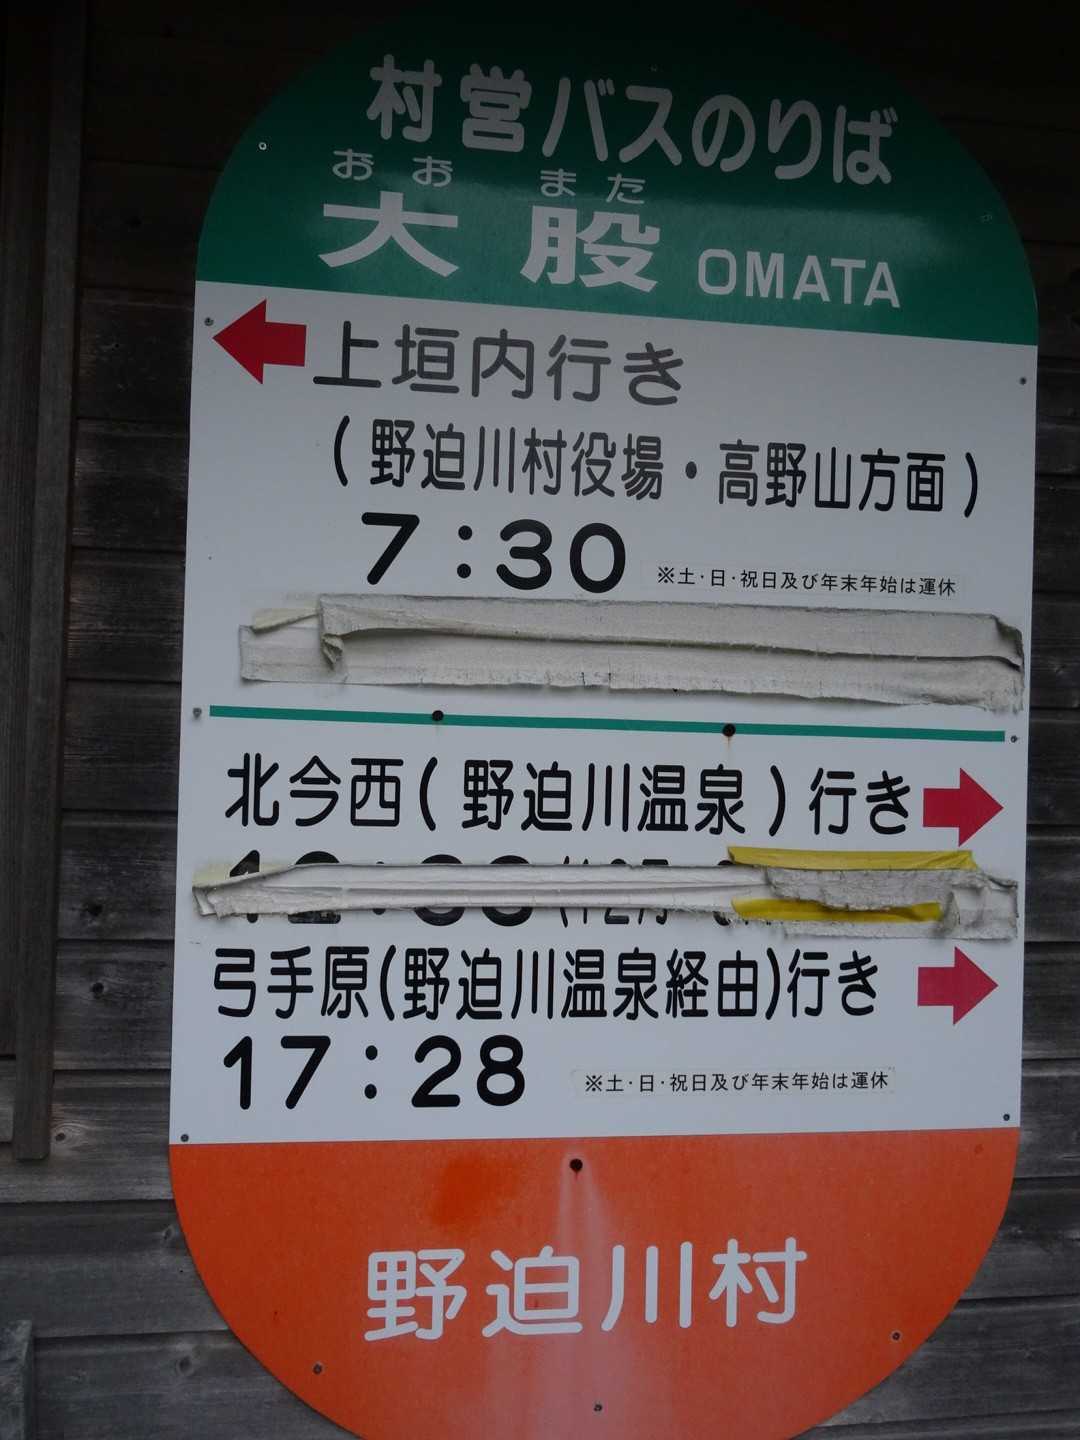 村営バスのりば
おお また
大股 OMATA
上垣内行き
(野迫川村役場・高野山方面)
7:30 ※土・日・祝日及び年末年始は運休
北今西(野迫川温泉)行き
弓手原(野迫川温泉経由)行き
17:28 ※土・日・祝日及び年末年始は運休
野迫川村